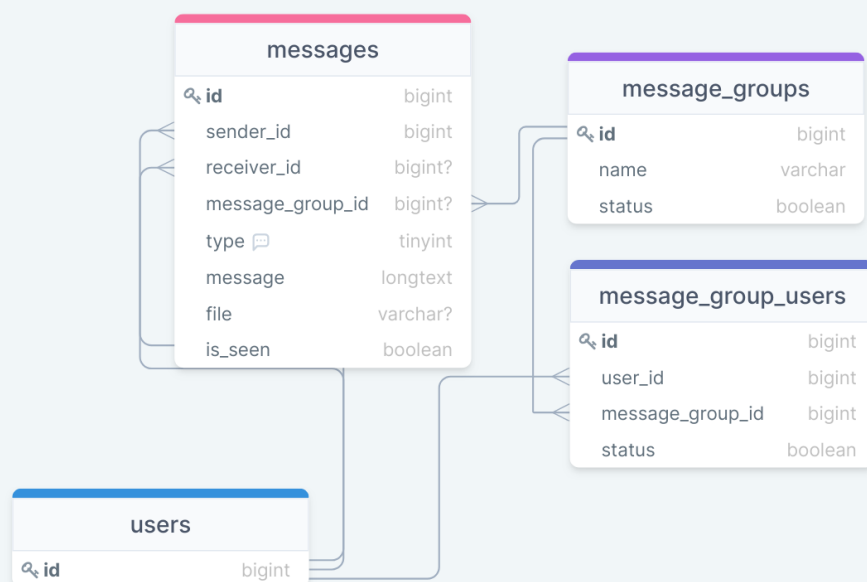 messages
id bigint
sender_id bigint
receiver_id bigint?
message_group_id bigint?
type tinyint
message longtext
file varchar?
is_seen boolean
message_groups
id bigint
name varchar
status boolean
message_group_users
id bigint
user_id bigint
message_group_id bigint
status boolean
users
id bigint